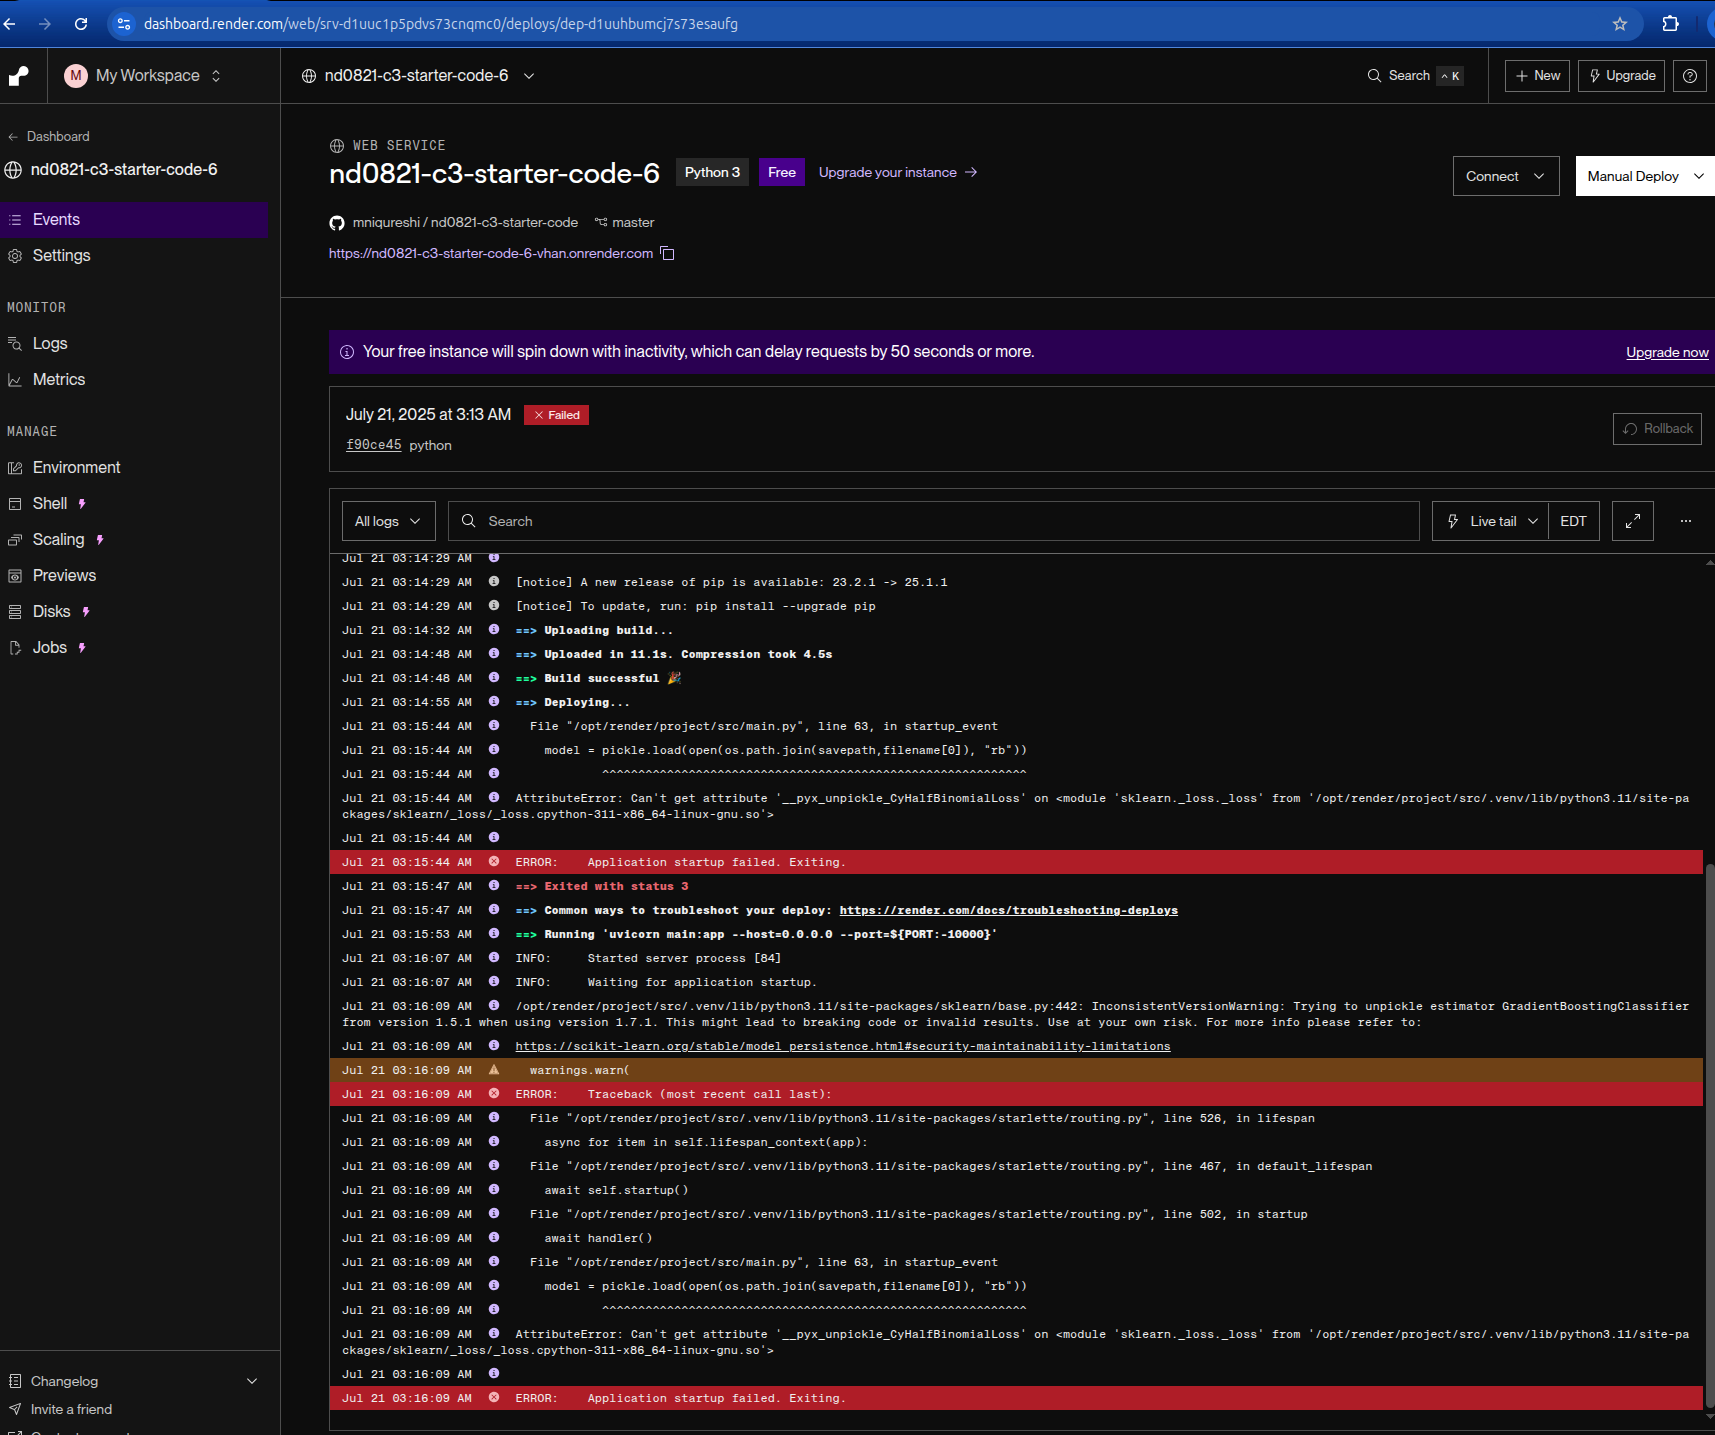 dashboard.render.com/web/srv-d1uuc1p5pdvs73cnqmc0/deploys/dep-d1uuhbumcj7s73esaufg
M My Workspace
nd0821-c3-starter-code-6
Search ^ K
New
Upgrade
Dashboard
nd0821-c3-starter-code-6
Events
Settings
MONITOR
Logs
Metrics
MANAGE
Environment
Shell
Scaling
Previews
Disks
Jobs
Changelog
Invite a friend
WEB SERVICE
nd0821-c3-starter-code-6 Python 3 Free Upgrade your instance →
Connect
Manual Deploy
mniqureshi / nd0821-c3-starter-code master
https://nd0821-c3-starter-code-6-vhan.onrender.com
Your free instance will spin down with inactivity, which can delay requests by 50 seconds or more.
Upgrade now
July 21, 2025 at 3:13 AM Failed
f90ce45 python
Rollback
All logs
Search
Live tail
EDT
Jul 21 03:14:29 AM
Jul 21 03:14:29 AM [notice] A new release of pip is available: 23.2.1 -> 25.1.1
Jul 21 03:14:29 AM [notice] To update, run: pip install --upgrade pip
Jul 21 03:14:32 AM ==> Uploading build...
Jul 21 03:14:48 AM ==> Uploaded in 11.1s. Compression took 4.5s
Jul 21 03:14:48 AM ==> Build successful 🎉
Jul 21 03:14:55 AM ==> Deploying...
Jul 21 03:15:44 AM File "/opt/render/project/src/main.py", line 63, in startup_event
Jul 21 03:15:44 AM model = pickle.load(open(os.path.join(savepath,filename[0]), "rb"))
Jul 21 03:15:44 AM ^^^^^^^^^^^^^^^^^^^^^^^^^^^^^^^^^^^^^^^^^^^^^^^^^^^^^^^^^^^
Jul 21 03:15:44 AM AttributeError: Can't get attribute '__pyx_unpickle_CyHalfBinomialLoss' on <module 'sklearn._loss._loss' from '/opt/render/project/src/.venv/lib/python3.11/site-pa
ckages/sklearn/_loss/_loss.cpython-311-x86_64-linux-gnu.so'>
Jul 21 03:15:44 AM
Jul 21 03:15:44 AM ERROR: Application startup failed. Exiting.
Jul 21 03:15:47 AM ==> Exited with status 3
Jul 21 03:15:47 AM ==> Common ways to troubleshoot your deploy: https://render.com/docs/troubleshooting-deploys
Jul 21 03:15:53 AM ==> Running 'uvicorn main:app --host=0.0.0.0 --port=${PORT:-10000}'
Jul 21 03:16:07 AM INFO: Started server process [84]
Jul 21 03:16:07 AM INFO: Waiting for application startup.
Jul 21 03:16:09 AM /opt/render/project/src/.venv/lib/python3.11/site-packages/sklearn/base.py:442: InconsistentVersionWarning: Trying to unpickle estimator GradientBoostingClassifier
from version 1.5.1 when using version 1.7.1. This might lead to breaking code or invalid results. Use at your own risk. For more info please refer to:
Jul 21 03:16:09 AM https://scikit-learn.org/stable/model_persistence.html#security-maintainability-limitations
Jul 21 03:16:09 AM warnings.warn(
Jul 21 03:16:09 AM ERROR: Traceback (most recent call last):
Jul 21 03:16:09 AM File "/opt/render/project/src/.venv/lib/python3.11/site-packages/starlette/routing.py", line 526, in lifespan
Jul 21 03:16:09 AM async for item in self.lifespan_context(app):
Jul 21 03:16:09 AM File "/opt/render/project/src/.venv/lib/python3.11/site-packages/starlette/routing.py", line 467, in default_lifespan
Jul 21 03:16:09 AM await self.startup()
Jul 21 03:16:09 AM File "/opt/render/project/src/.venv/lib/python3.11/site-packages/starlette/routing.py", line 502, in startup
Jul 21 03:16:09 AM await handler()
Jul 21 03:16:09 AM File "/opt/render/project/src/main.py", line 63, in startup_event
Jul 21 03:16:09 AM model = pickle.load(open(os.path.join(savepath,filename[0]), "rb"))
Jul 21 03:16:09 AM ^^^^^^^^^^^^^^^^^^^^^^^^^^^^^^^^^^^^^^^^^^^^^^^^^^^^^^^^^^^
Jul 21 03:16:09 AM AttributeError: Can't get attribute '__pyx_unpickle_CyHalfBinomialLoss' on <module 'sklearn._loss._loss' from '/opt/render/project/src/.venv/lib/python3.11/site-pa
ckages/sklearn/_loss/_loss.cpython-311-x86_64-linux-gnu.so'>
Jul 21 03:16:09 AM
Jul 21 03:16:09 AM ERROR: Application startup failed. Exiting.